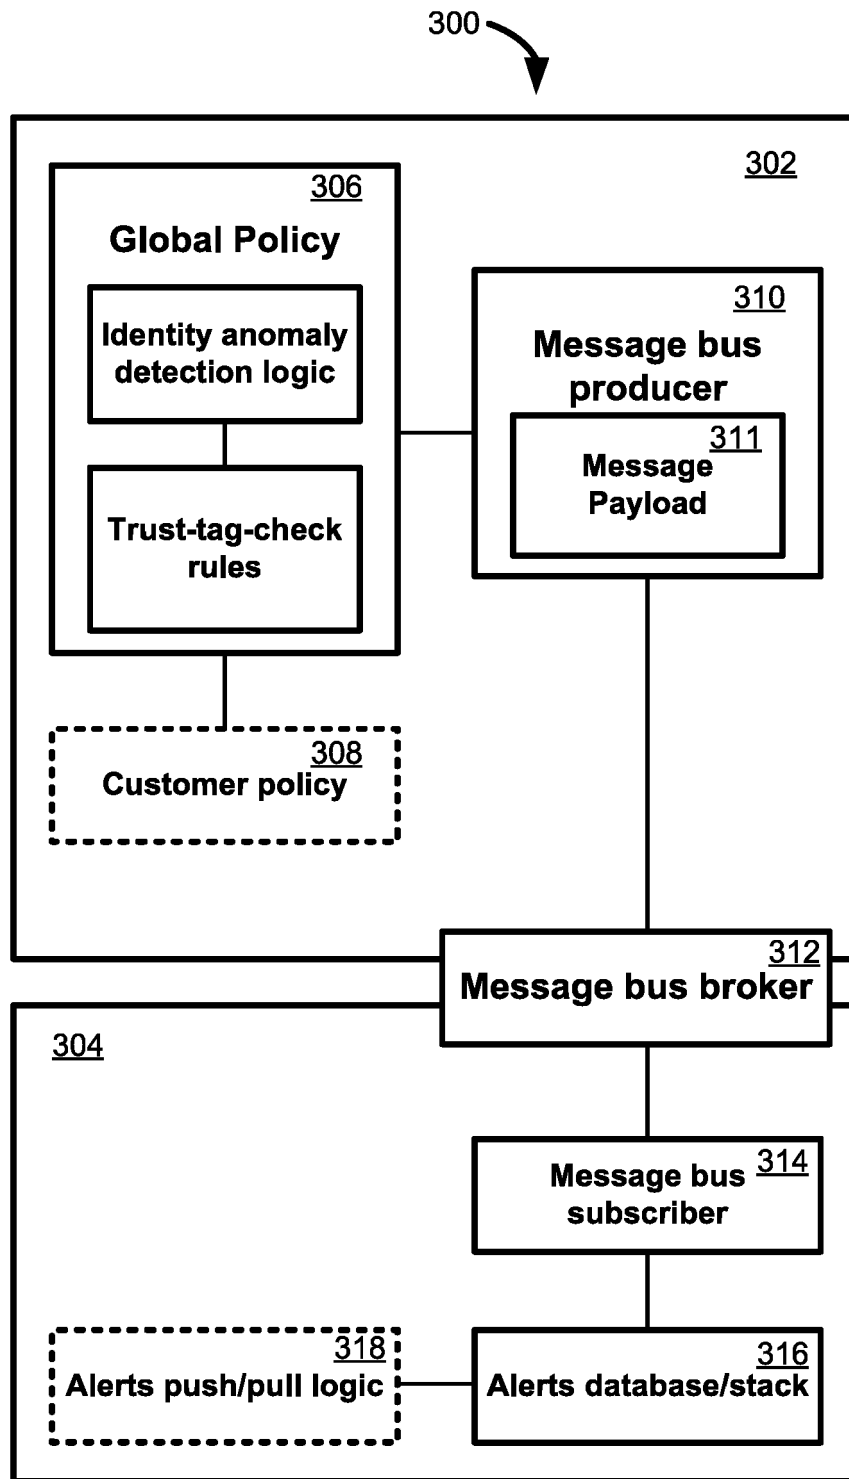 300
302
306
Global Policy
Identity anomaly
detection logic
Trust-tag-check
rules
310
Message bus
producer
311
Message
Payload
308
Customer policy
312
Message bus broker
304
314
Message bus
subscriber
318
Alerts push/pull logic
316
Alerts database/stack